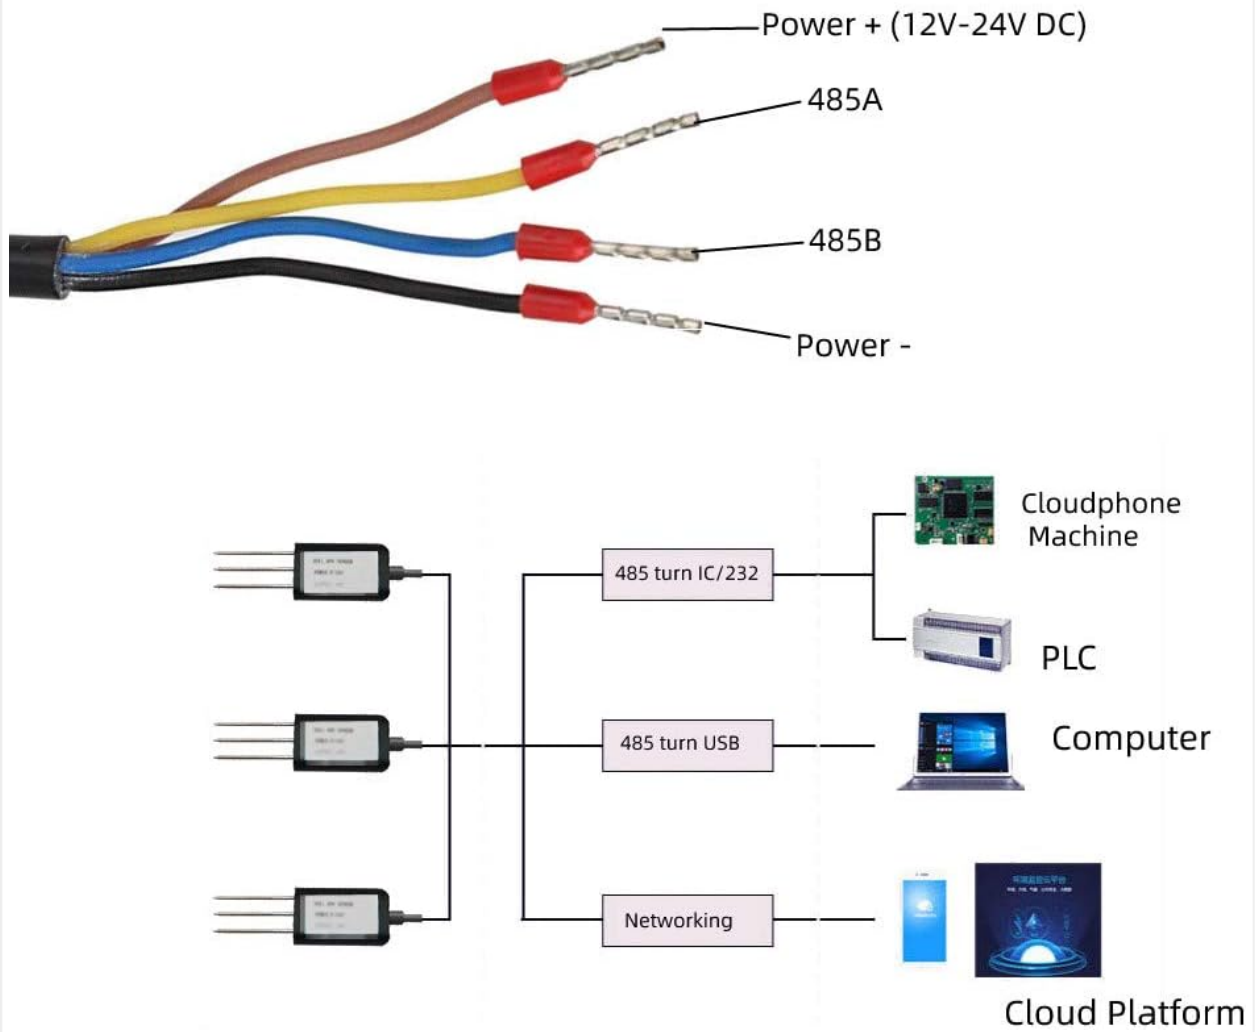 Power + (12V-24V DC)
485A
485B
Power -
Cloudphone
Machine
485 turn IC/232
PLC
485 turn USB
Computer
Networking
Cloud Platform